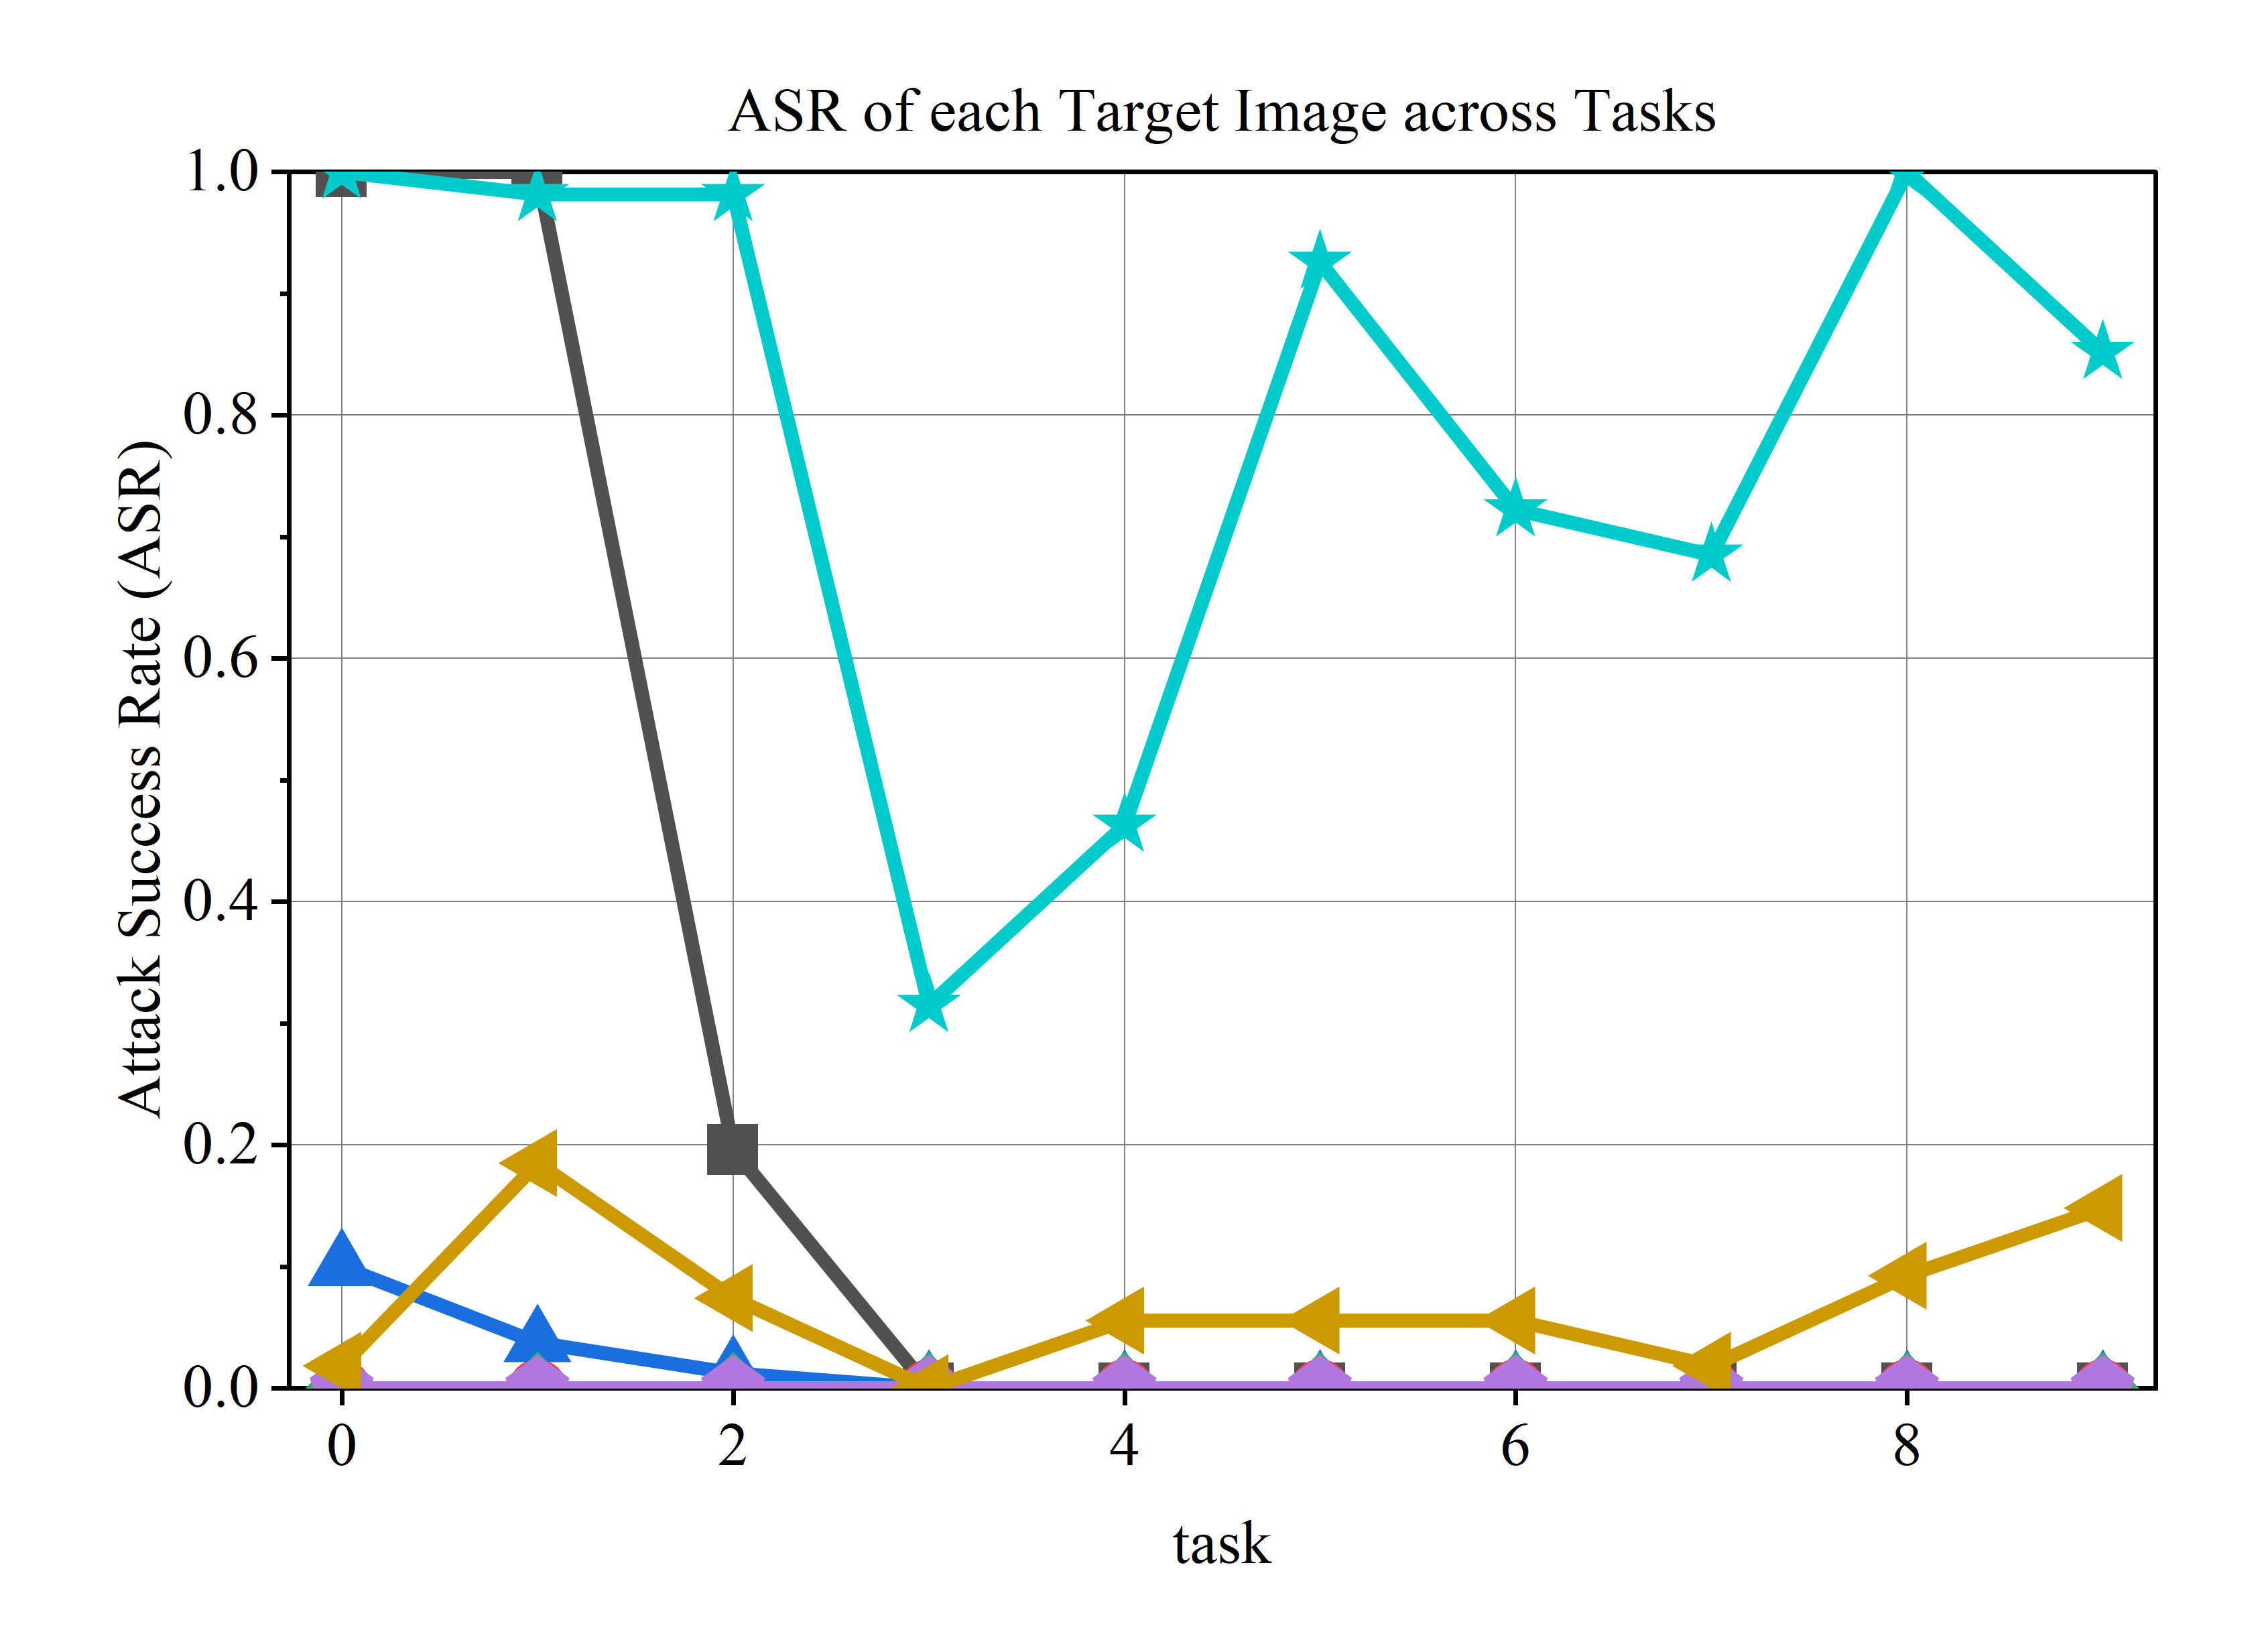 ASR of each Target Image across Tasks
Attack Success Rate (ASR)
1.0
0.8
0.6
0.4
0.2
0.0
0 2 4 6 8
task